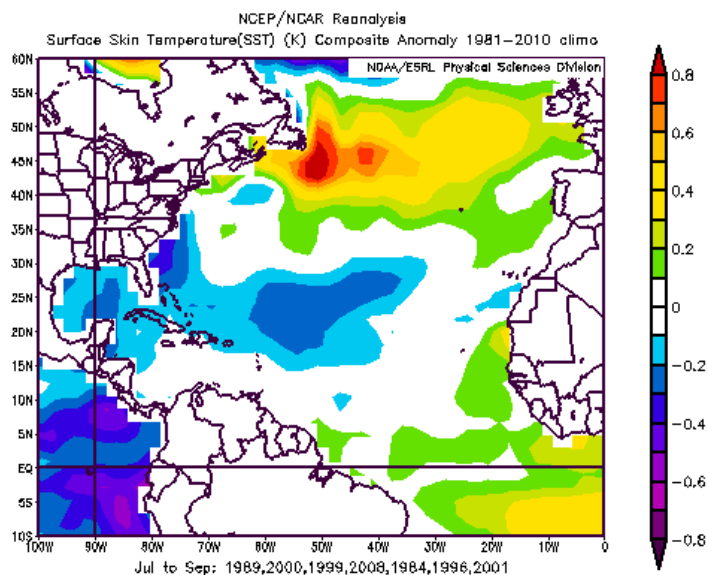 NCEP/NCAR Reanalysis
Surface Skin Temperature(SST) (K) Composite Anomaly 1981-2010 climo
NOAA/ESRL Physical Sciences Division
60N
55N
50N
45N
40N
35N
30N
25N
20N
15N
10N
5N
EQ
5S
10S
100W 90W 80W 70W 60W 50W 40W 30W 20W 10W 0
0.8
0.6
0.4
0.2
0
-0.2
-0.4
-0.6
-0.8
Jul to Sep: 1989,2000,1999,2008,1984,1996,2001